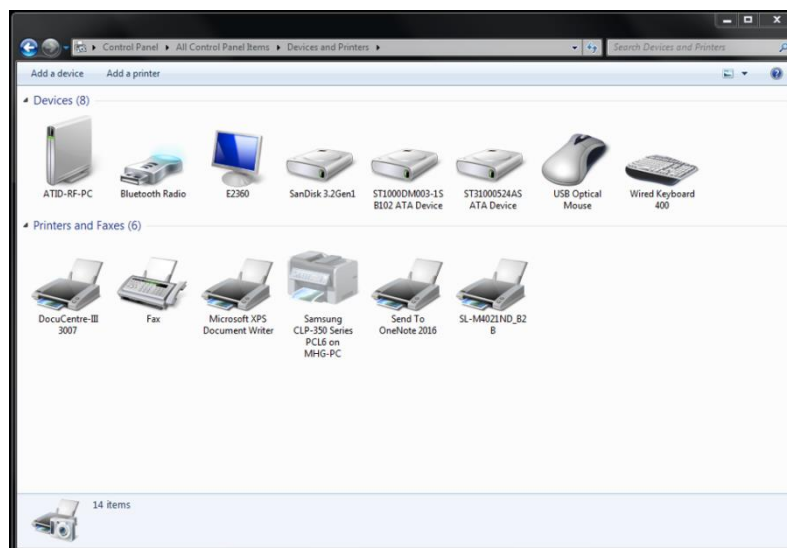 Control Panel ▸ All Control Panel Items ▸ Devices and Printers ▸
Search Devices and Printers
Add a device Add a printer
Devices (8)
ATID-RF-PC Bluetooth Radio E2360 SanDisk 3.2Gen1 ST1000DM003-1S ST31000524AS USB Optical Wired Keyboard
B102 ATA Device ATA Device Mouse 400
Printers and Faxes (6)
DocuCentre-III Fax Microsoft XPS Samsung Send To SL-M4021ND_B2
3007 Document Writer CLP-350 Series OneNote 2016 B
PCL6 on
MHG-PC
14 items